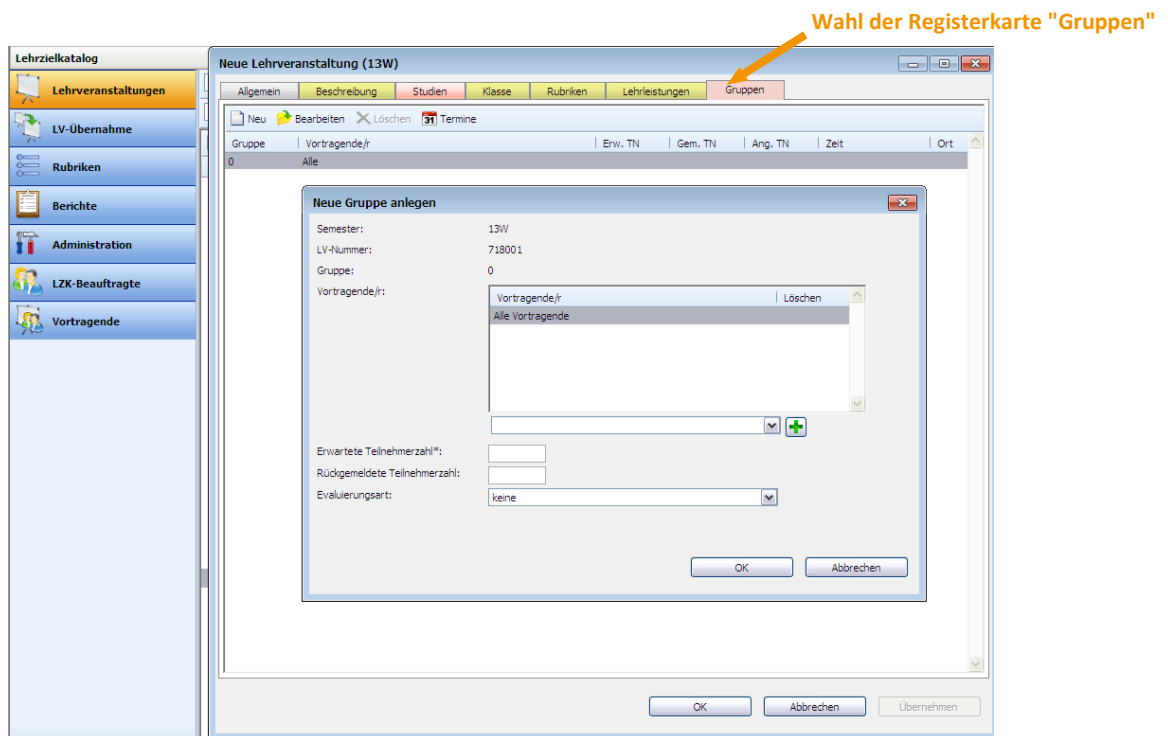 Wahl der Registerkarte "Gruppen"
Lehrzielkatalog
Lehrveranstaltungen
LV-Übernahme
Rubriken
Berichte
Administration
LZK-Beauftragte
Vortragende
Neue Lehrveranstaltung (13W)
Allgemein Beschreibung Studien Klasse Rubriken Lehrleistungen Gruppen
Neu Bearbeiten Löschen 31 Termine
Gruppe Vortragende/r Erw. TN Gem. TN Ang. TN Zeit Ort
0 Alle
Neue Gruppe anlegen
Semester: 13W
LV-Nummer: 718001
Gruppe: 0
Vortragende/r:
Vortragende/r Löschen
Alle Vortragende
Erwartete Teilnehmerzahl*:
Rückgemeldete Teilnehmerzahl:
Evaluierungsart: keine
OK Abbrechen
OK Abbrechen Übernehmen